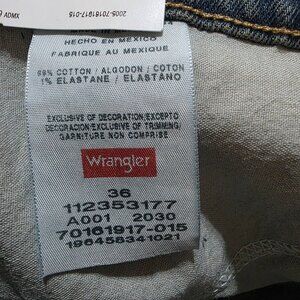 2005-70161917-015
HECHO EN MEXICO
FABRIQUE AU MEXIQUE
99% COTTON / ALGODON / COTON
1% ELASTANE / ELASTANO
EXCLUSIVE OF DECORATION/EXCEPTO
DECORACION/EXCLUSIVE OF TRIMMING/
GARNITURE NON COMPRISE
Wrangler
36
112353177
A001 2030
70161917-015
196458341021